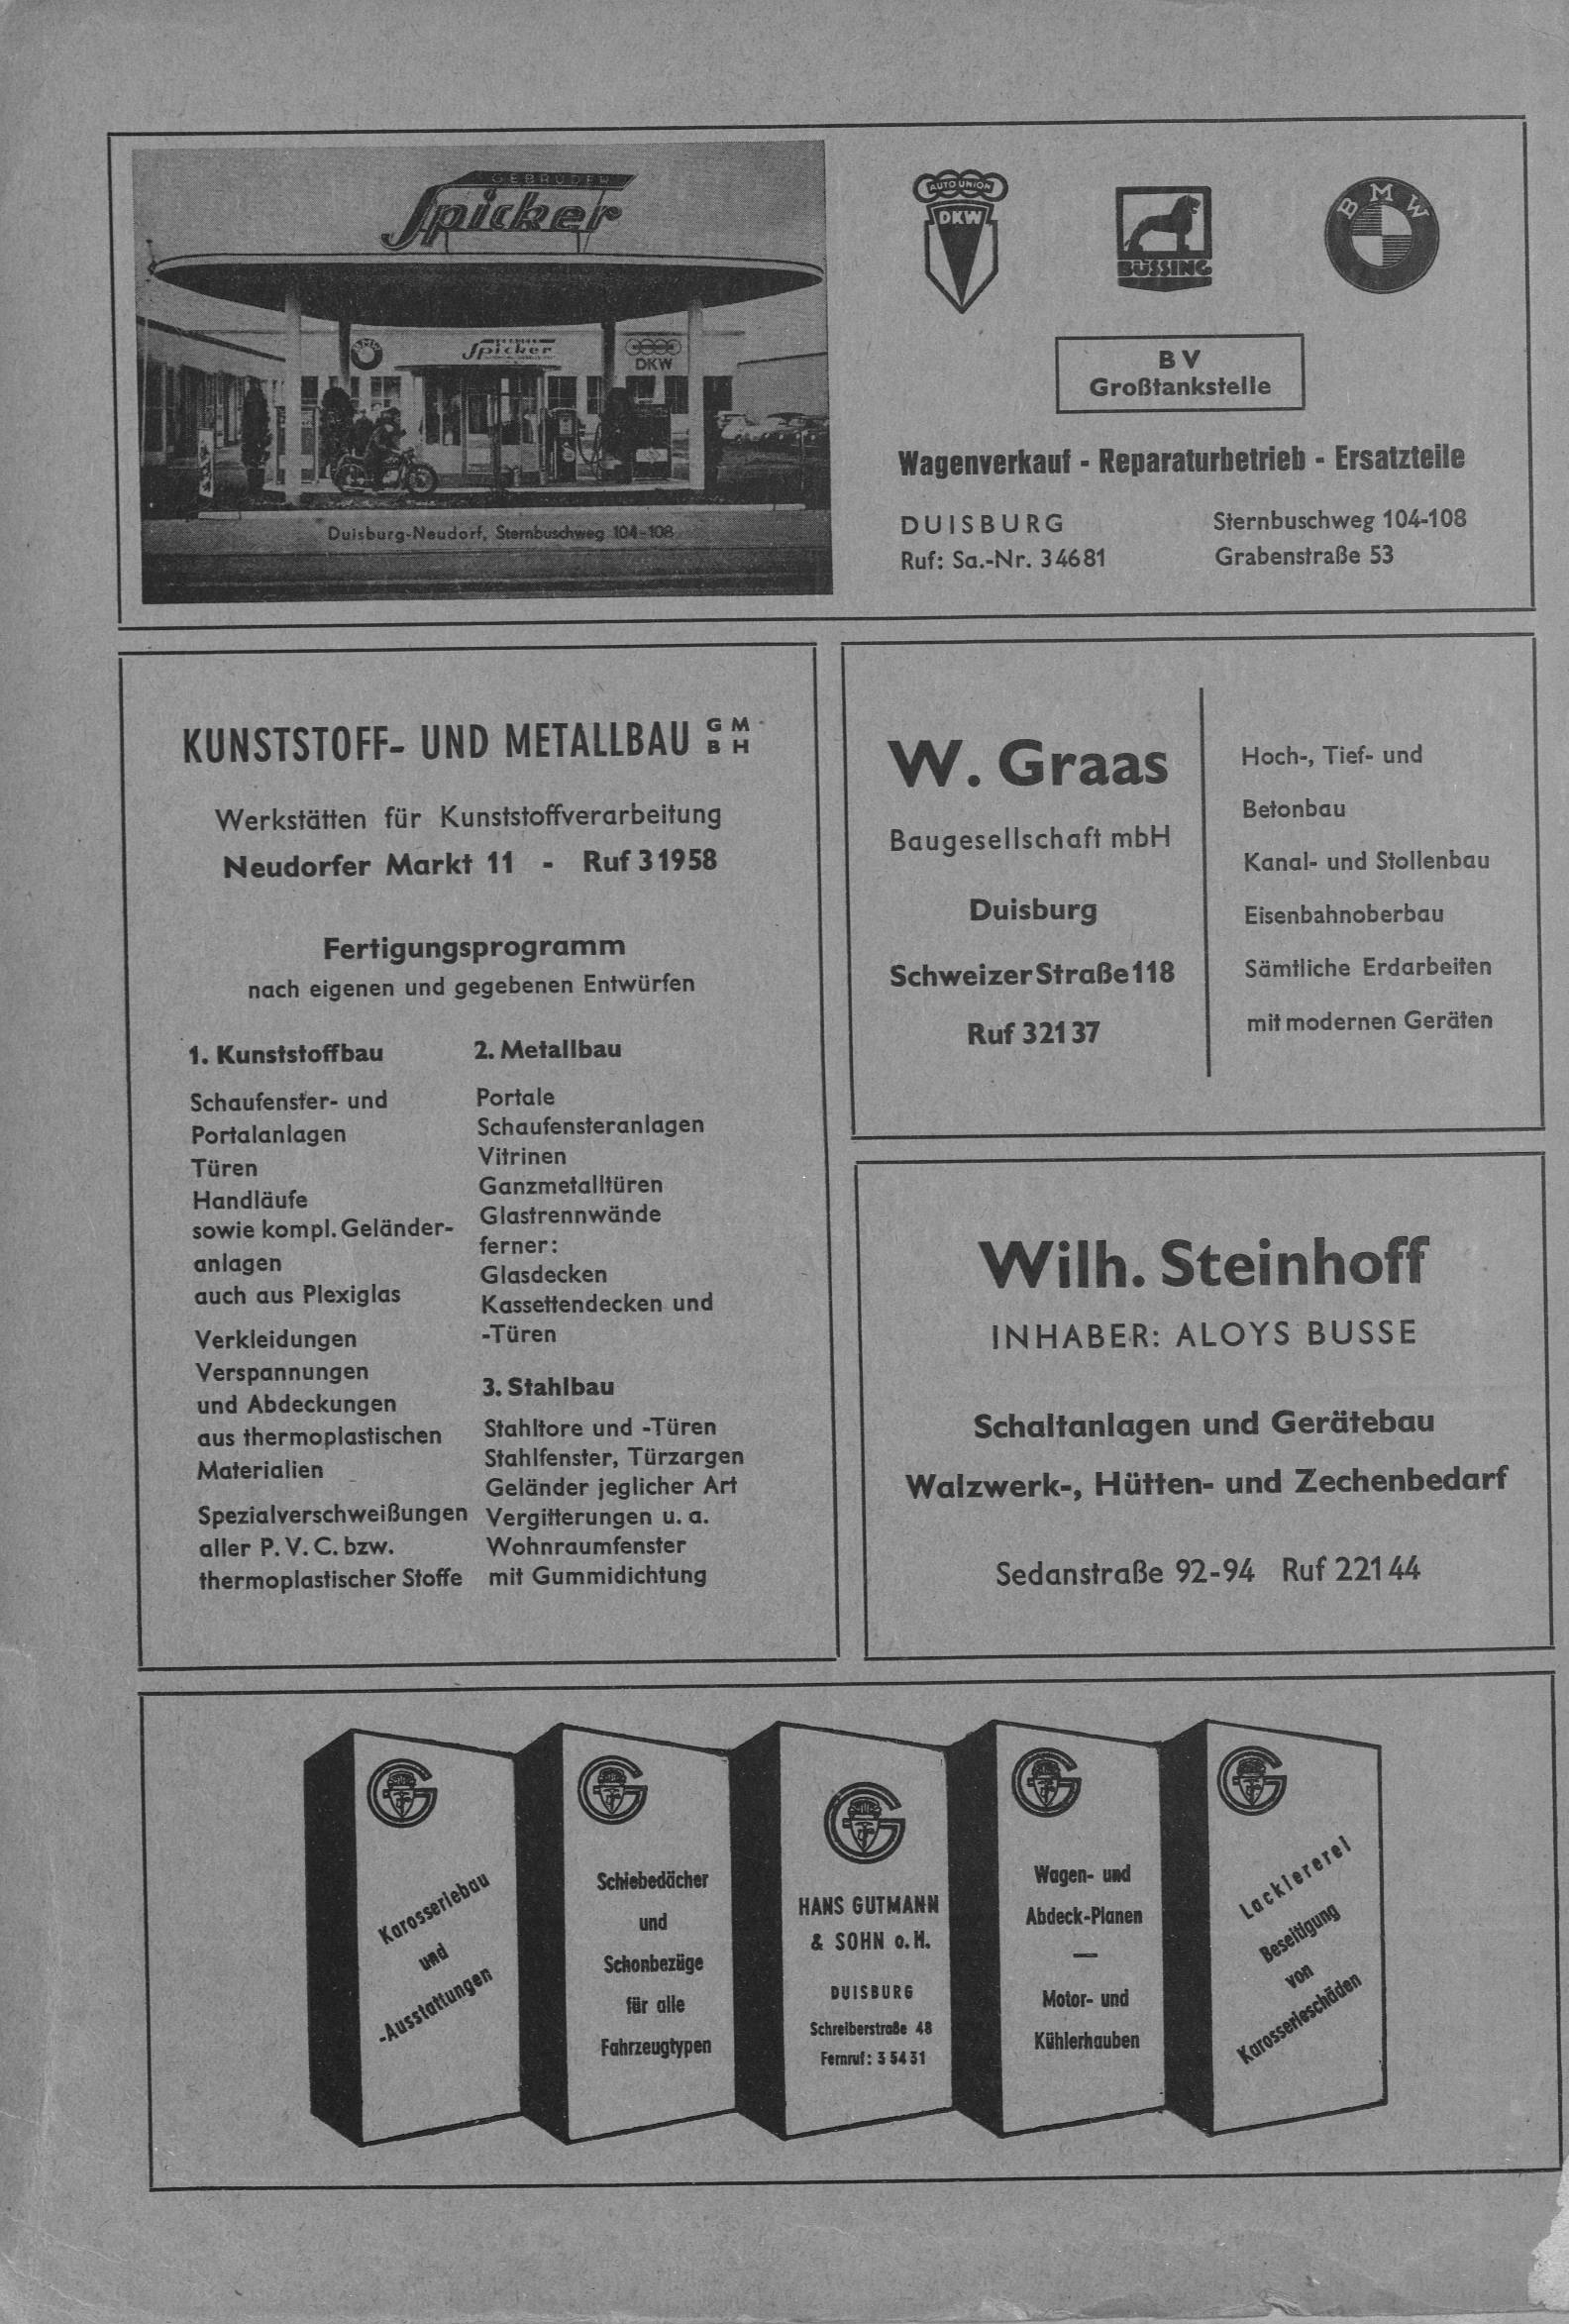 GEBRÜDER
Spicker
BMW
Spicker
DKW
Duisburg-Neudorf, Sternbuschweg 104-108
AUTO UNION
DKW
BÜSSING
BMW
BV
Großtankstelle
Wagenverkauf - Reparaturbetrieb - Ersatzteile
DUISBURG
Ruf: Sa.-Nr. 34681
Sternbuschweg 104-108
Grabenstraße 53
KUNSTSTOFF- UND METALLBAU GMBH
Werkstätten für Kunststoffverarbeitung
Neudorfer Markt 11 - Ruf 31958
Fertigungsprogramm
nach eigenen und gegebenen Entwürfen
1. Kunststoffbau
Schaufenster- und
Portalanlagen
Türen
Handläufe
sowie kompl. Geländer-
anlagen
auch aus Plexiglas
Verkleidungen
Verspannungen
und Abdeckungen
aus thermoplastischen
Materialien
Spezialverschweißungen
aller P. V. C. bzw.
thermoplastischer Stoffe
2. Metallbau
Portale
Schaufensteranlagen
Vitrinen
Ganzmetalltüren
Glastrennwände
ferner:
Glasdecken
Kassettendecken und
-Türen
3. Stahlbau
Stahltore und -Türen
Stahlfenster, Türzargen
Geländer jeglicher Art
Vergitterungen u. a.
Wohnraumfenster
mit Gummidichtung
W. Graas
Baugesellschaft mbH
Duisburg
Schweizer Straße 118
Ruf 32137
Hoch-, Tief- und
Betonbau
Kanal- und Stollenbau
Eisenbahnoberbau
Sämtliche Erdarbeiten
mit modernen Geräten
Wilh. Steinhoff
INHABER: ALOYS BUSSE
Schaltanlagen und Gerätebau
Walzwerk-, Hütten- und Zechenbedarf
Sedanstraße 92-94 Ruf 22144
Karosseriebau
und
-Ausstattungen
Schiebedächer
und
Schonbezüge
für alle
Fahrzeugtypen
HANS GUTMANN
& SOHN o.H.
DUISBURG
Schreiberstraße 48
Fernruf: 35431
Wagen- und
Abdeck-Planen
—
Motor- und
Kühlerhauben
Lackiererei
Beseitigung
von
Karosserieschäden